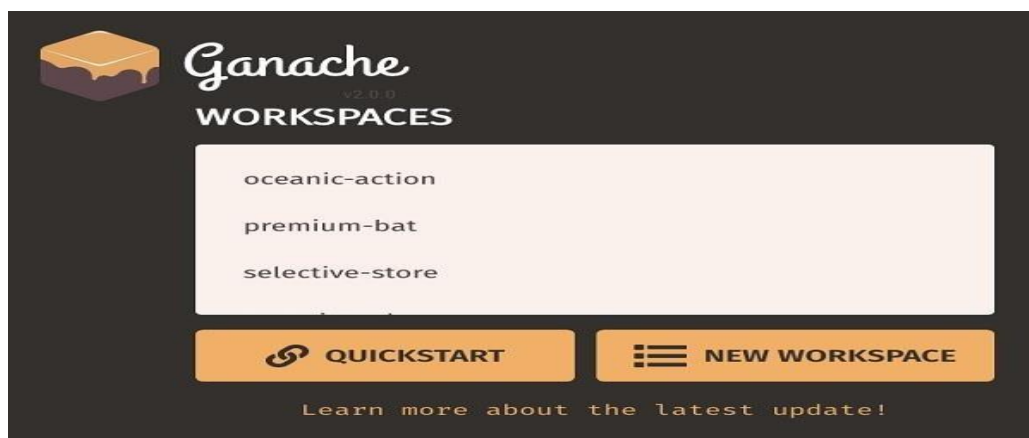 Ganache
v2.0.0
WORKSPACES
oceanic-action
premium-bat
selective-store
QUICKSTART
NEW WORKSPACE
Learn more about the latest update!